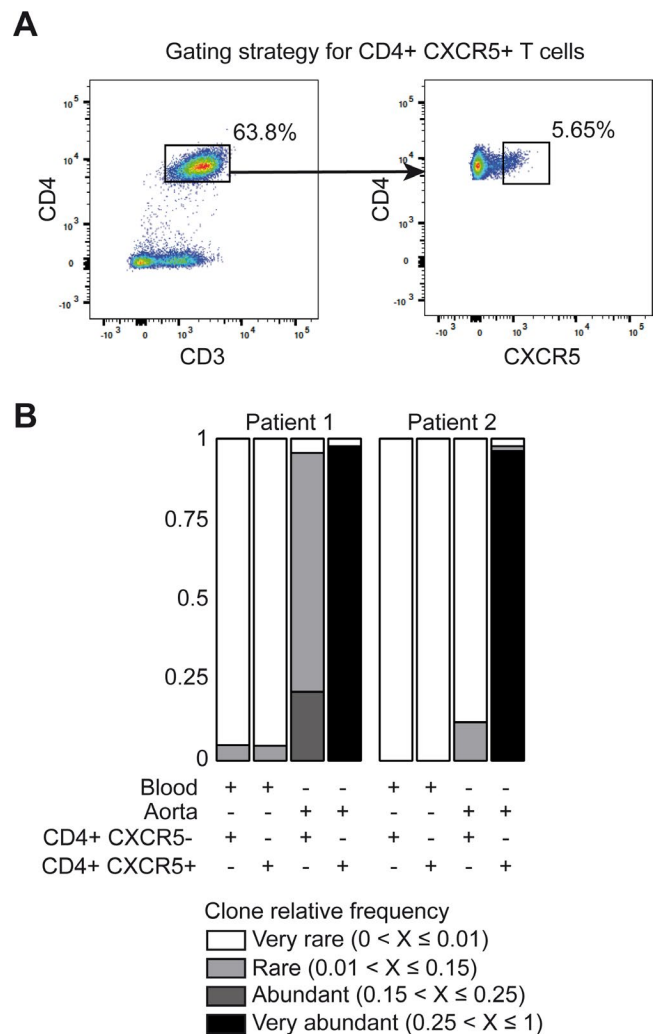 A
Gating strategy for CD4+ CXCR5+ T cells
63.8%
5.65%
10 5
10 4
10 3
0
-10 3
CD4
-10 3 0 10 3 10 4 10 5
CD3
10 5
10 4
10 3
0
-10 3
CD4
-10 3 0 10 3 10 4 10 5
CXCR5
B
Patient 1 Patient 2
1
0.75
0.5
0.25
0
Blood + + - - + + - -
Aorta - - + + - - + +
CD4+ CXCR5- + - + - + - + -
CD4+ CXCR5+ - + - + - + - +
Clone relative frequency
Very rare (0 < X ≤ 0.01)
Rare (0.01 < X ≤ 0.15)
Abundant (0.15 < X ≤ 0.25)
Very abundant (0.25 < X ≤ 1)